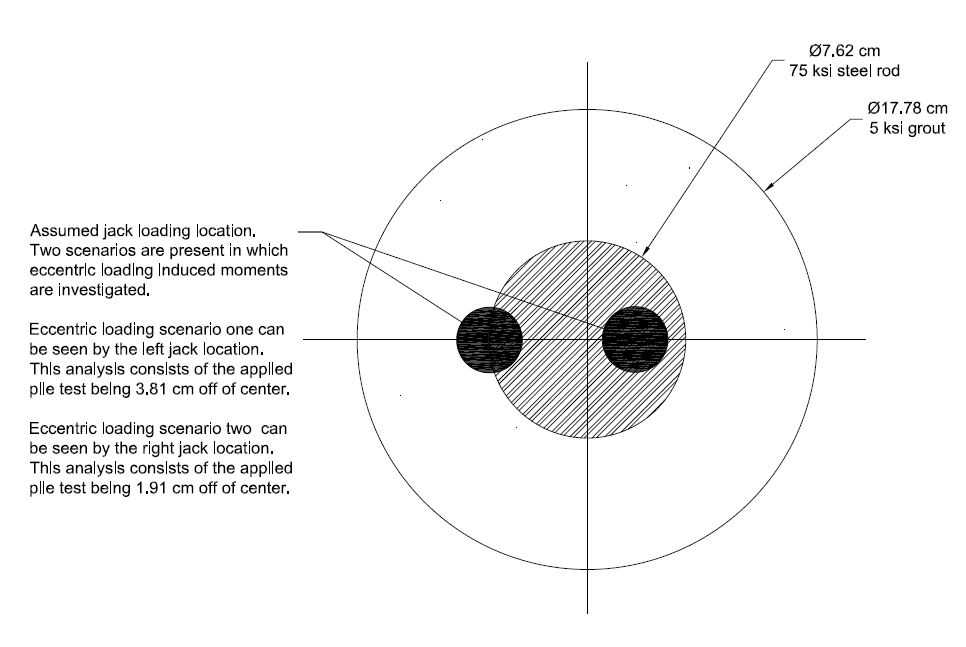 Ø7.62 cm
75 ksi steel rod
Ø17.78 cm
5 ksi grout
Assumed jack loading location.
Two scenarios are present in which
eccentric loading induced moments
are investigated.
Eccentric loading scenario one can
be seen by the left jack location.
This analysis consists of the applied
pile test being 3.81 cm off of center.
Eccentric loading scenario two can
be seen by the right jack location.
This analysis consists of the applied
pile test being 1.91 cm off of center.